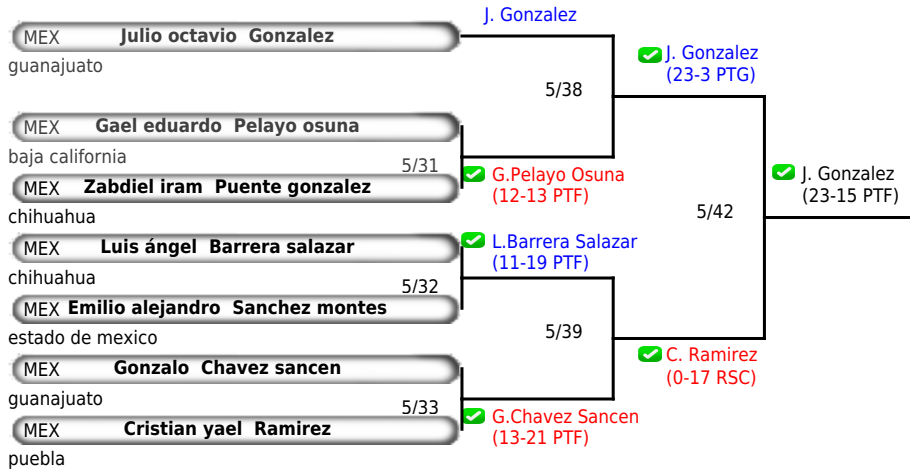 J. Gonzalez
MEX Julio octavio Gonzalez
guanajuato
J. Gonzalez
(23-3 PTG)
5/38
MEX Gael eduardo Pelayo osuna
baja california
5/31
G.Pelayo Osuna
(12-13 PTF)
MEX Zabdiel iram Puente gonzalez
chihuahua
J. Gonzalez
(23-15 PTF)
5/42
MEX Luis ángel Barrera salazar
chihuahua
L.Barrera Salazar
(11-19 PTF)
5/32
MEX Emilio alejandro Sanchez montes
estado de mexico
5/39
C. Ramirez
(0-17 RSC)
MEX Gonzalo Chavez sancen
guanajuato
5/33
G.Chavez Sancen
(13-21 PTF)
MEX Cristian yael Ramirez
puebla